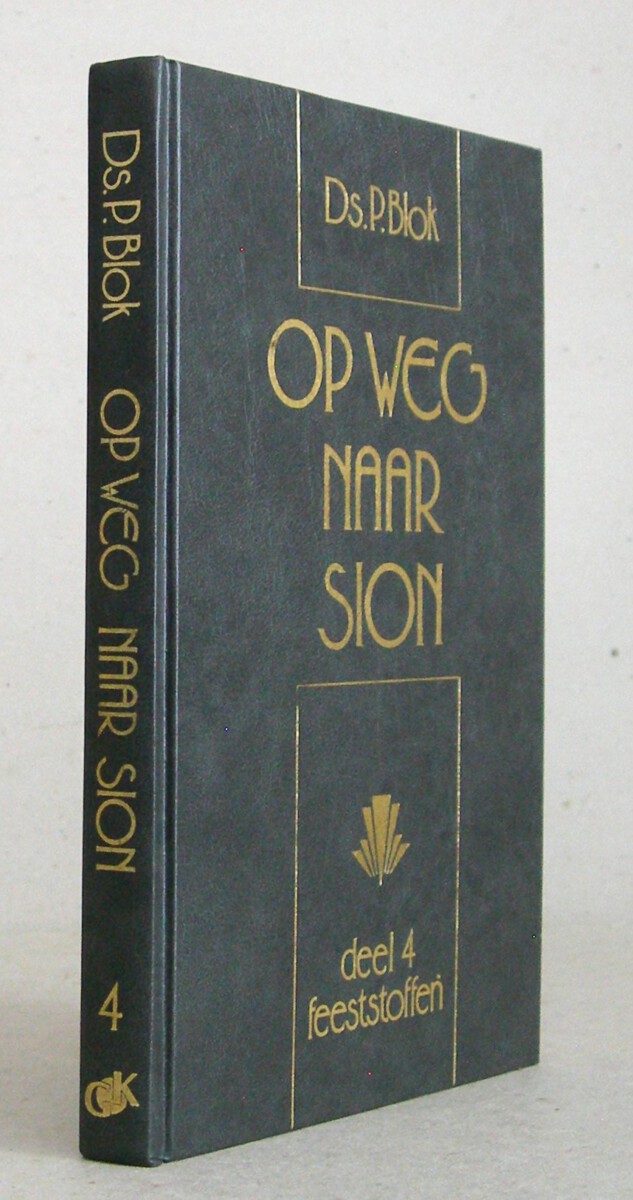 Ds. P. Blok OP WEG NAAR SION 4
GK
Ds. P. Blok
OP WEG
NAAR
SION
deel 4
feeststoffen